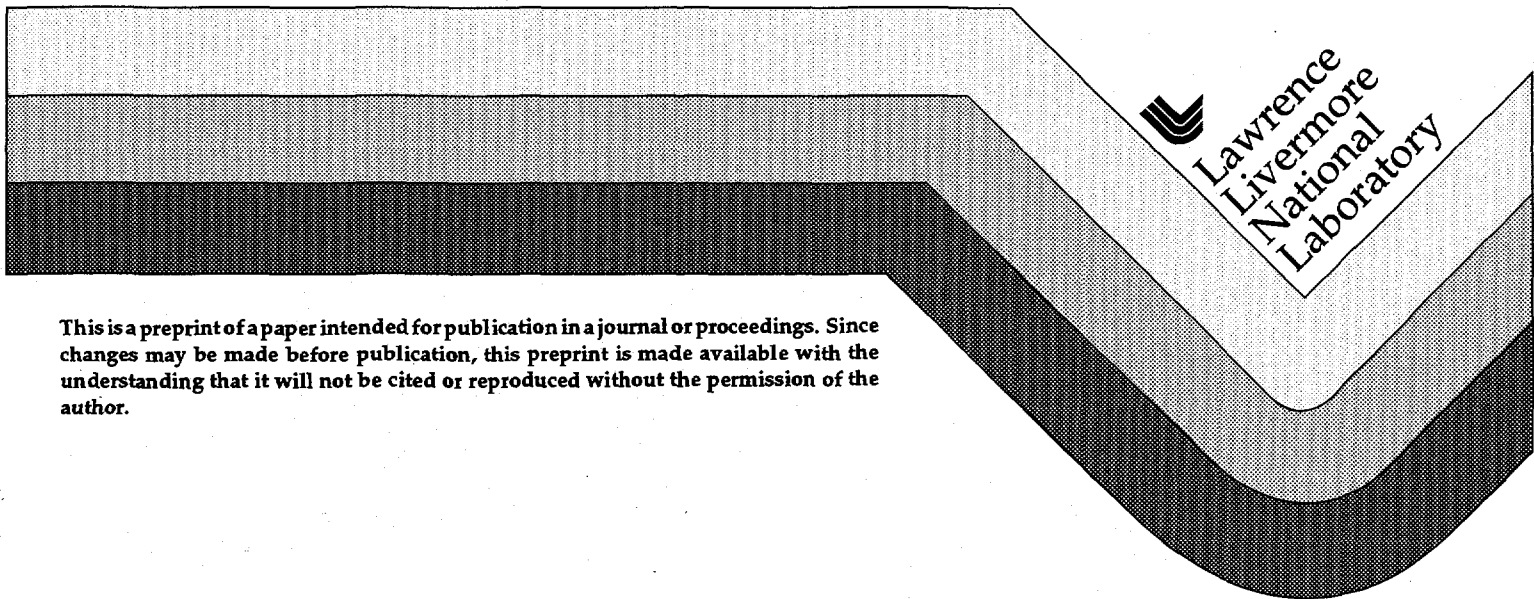 Lawrence
Livermore
National
Laboratory
This is a preprint of a paper intended for publication in a journal or proceedings. Since
changes may be made before publication, this preprint is made available with the
understanding that it will not be cited or reproduced without the permission of the
author.